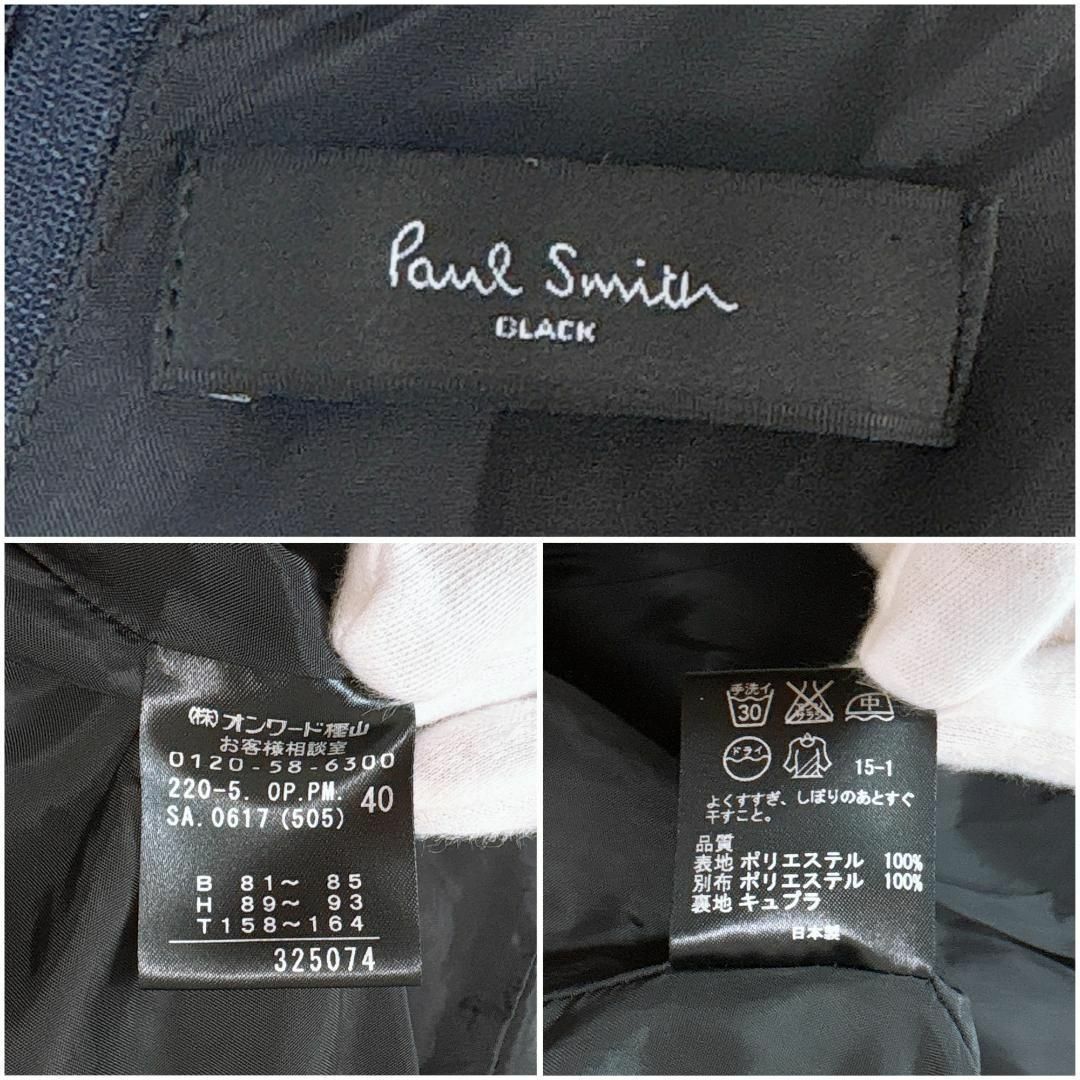 Paul Smith
BLACK
(株)オンワード樫山
お客様相談室
0120-58-6300
220-5. OP.PM. 40
SA.0617(505)
B 81〜 85
H 89〜 93
T 158〜164
325074
手洗イ
30
中
ドライ
15-1
よくすすぎ、しぼりのあとすぐ
干すこと。
品質
表地 ポリエステル 100%
別布 ポリエステル 100%
裏地 キュプラ
日本製